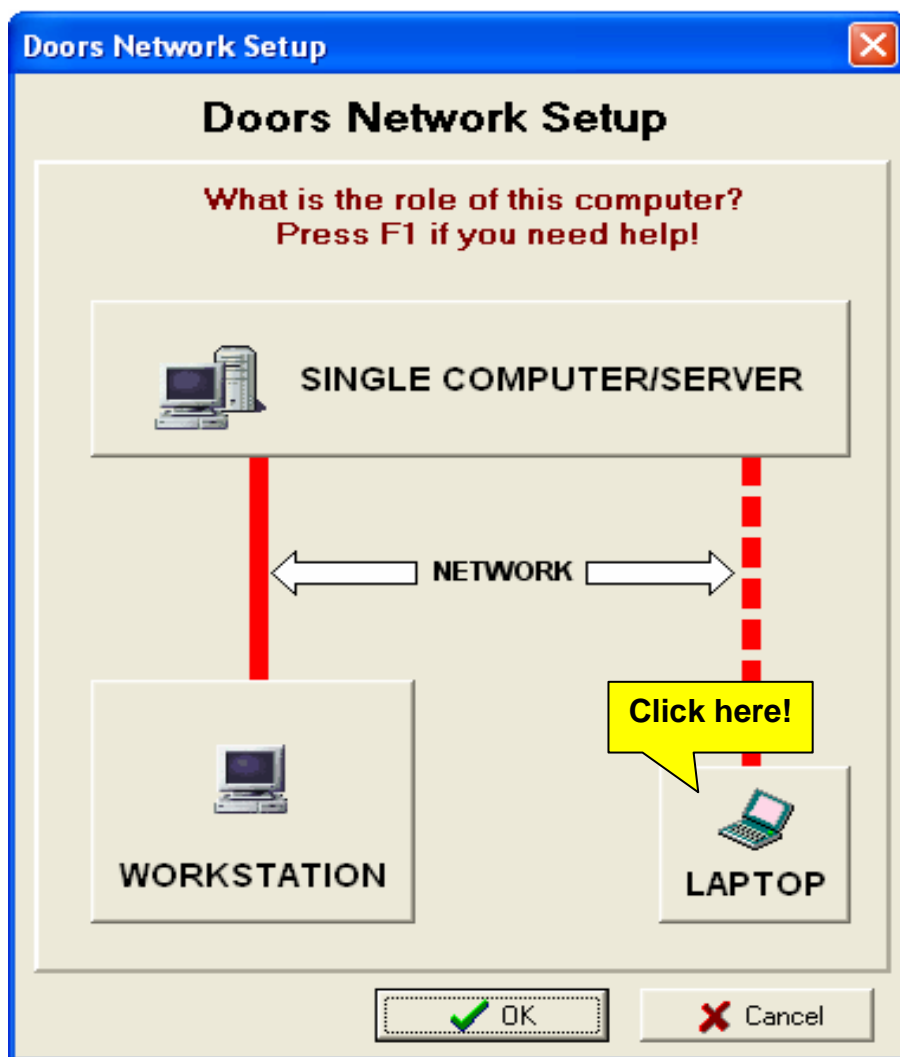 Doors Network Setup
Doors Network Setup
What is the role of this computer?
Press F1 if you need help!
SINGLE COMPUTER/SERVER
NETWORK
Click here!
WORKSTATION
LAPTOP
OK
Cancel